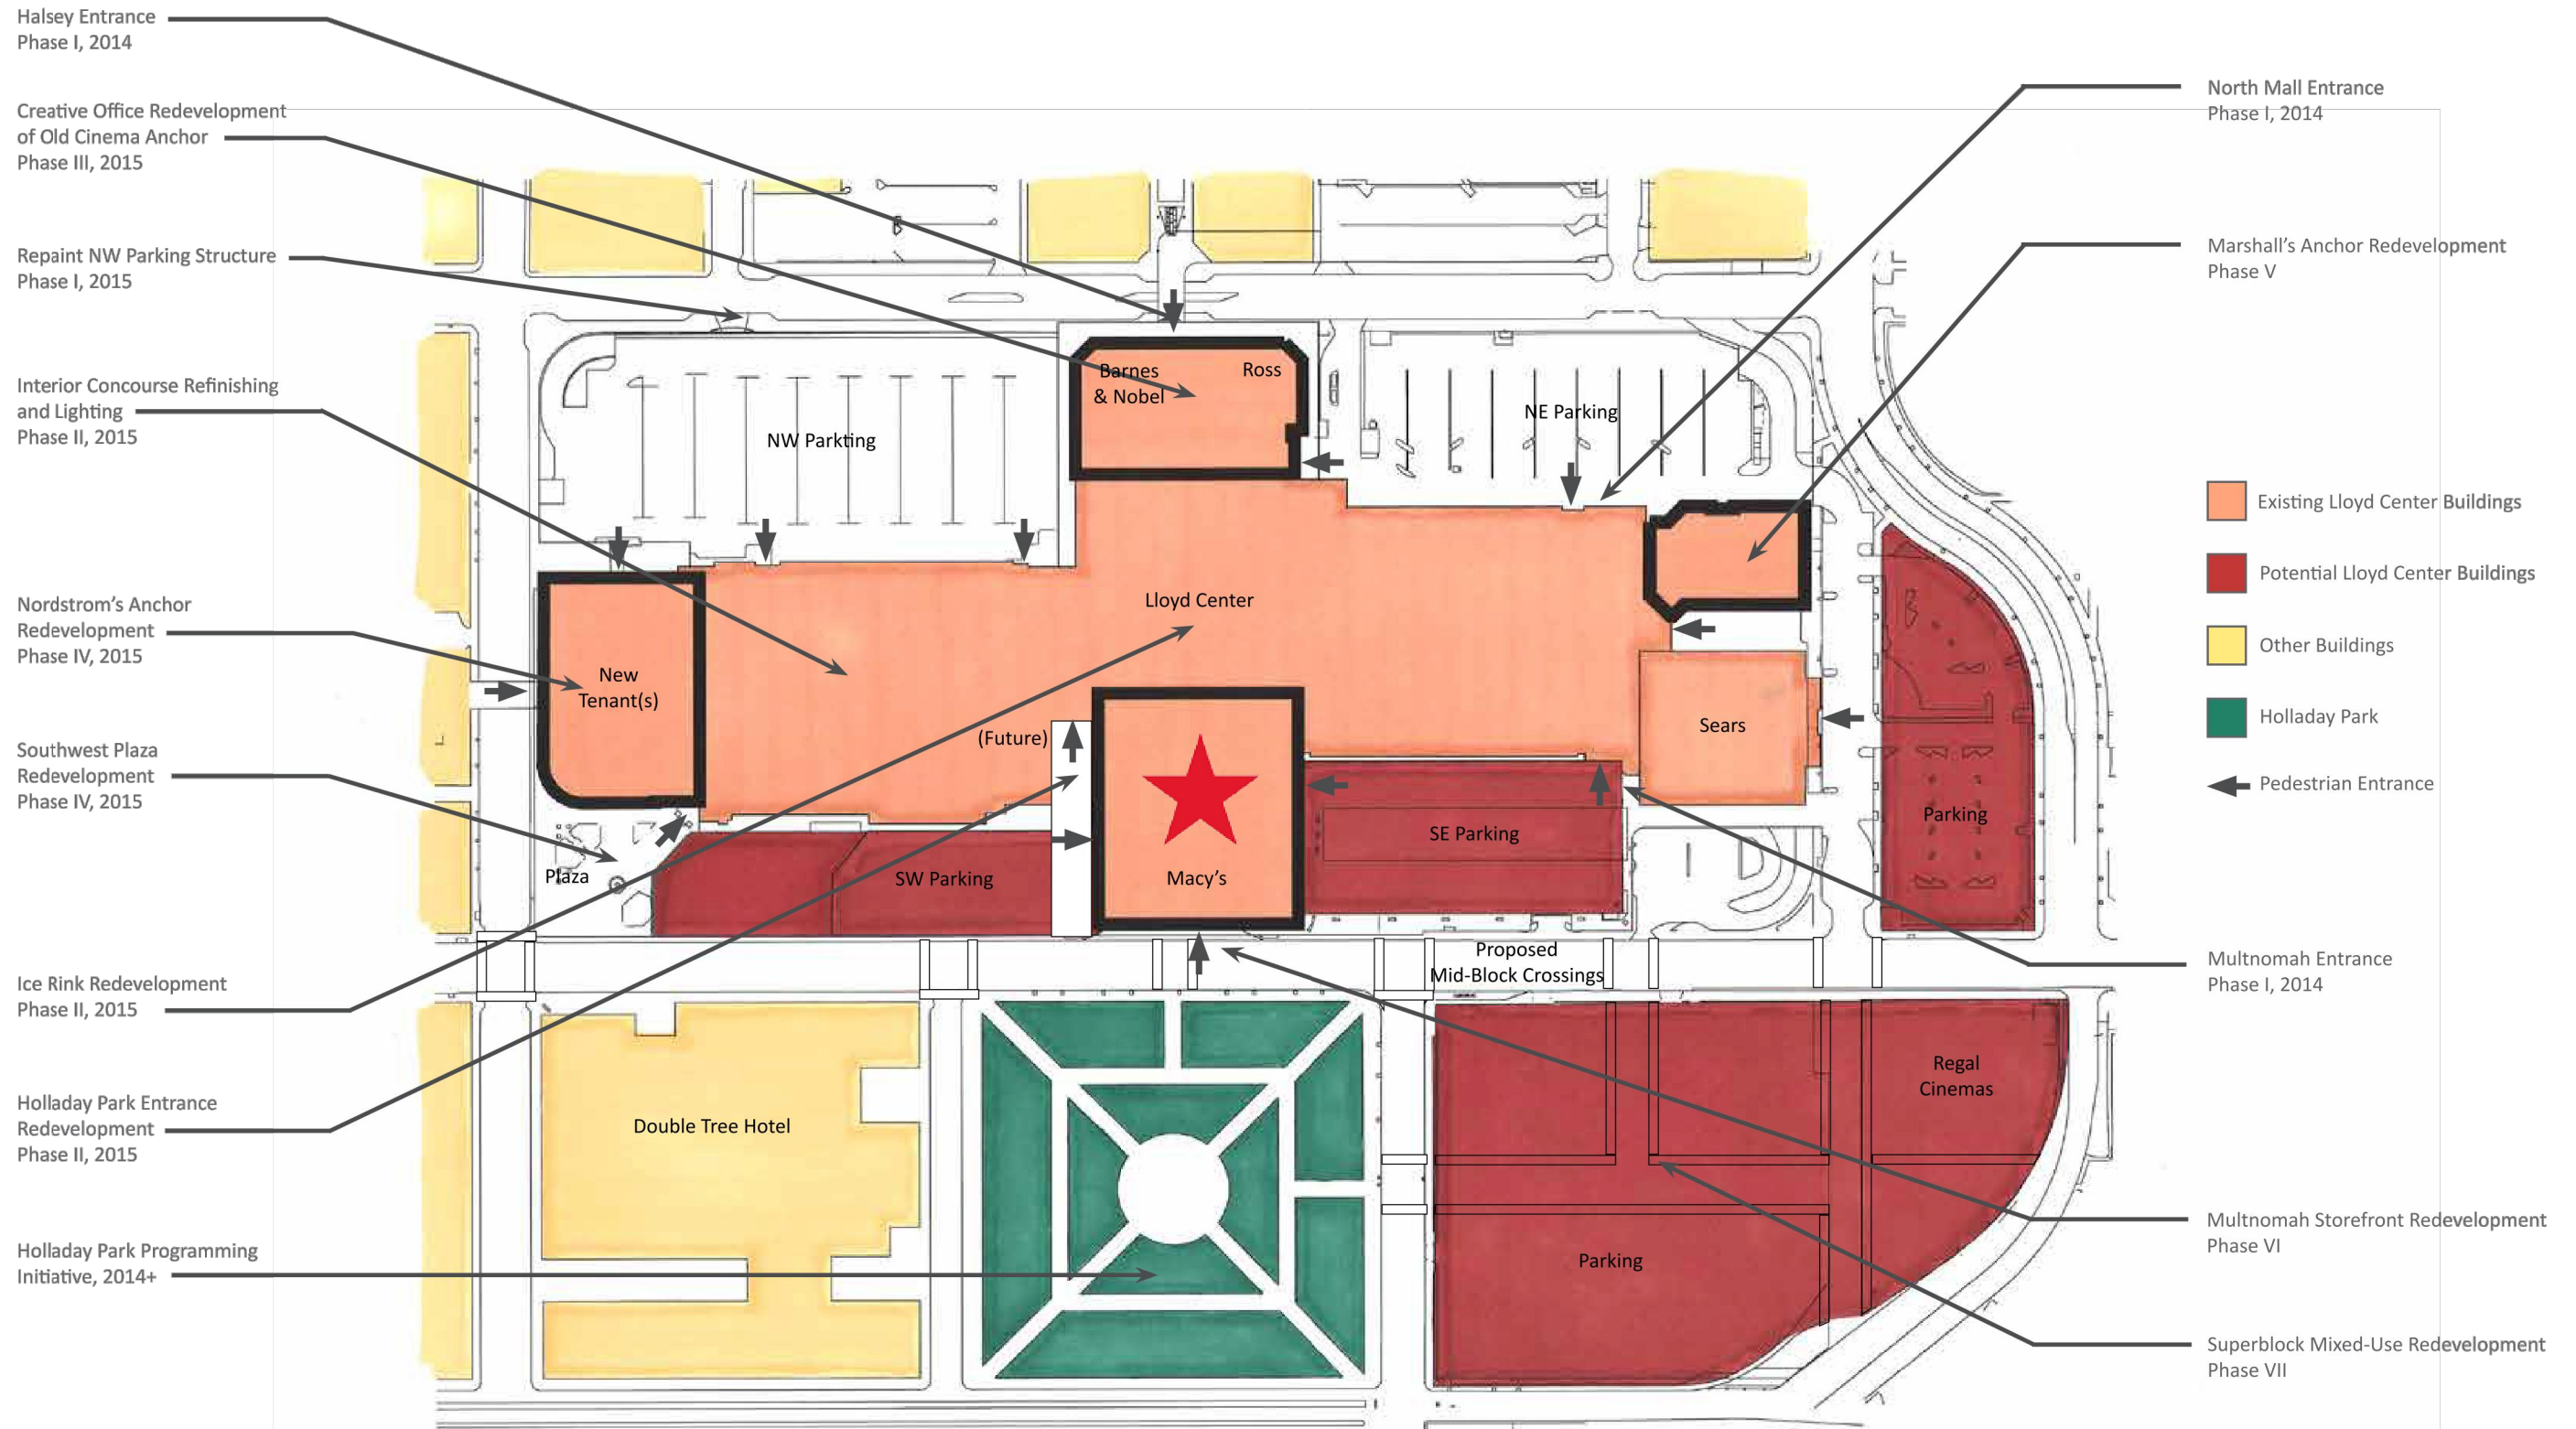 Halsey Entrance
Phase I, 2014
Creative Office Redevelopment
of Old Cinema Anchor
Phase III, 2015
Repaint NW Parking Structure
Phase I, 2015
Interior Concourse Refinishing
and Lighting
Phase II, 2015
Nordstrom's Anchor
Redevelopment
Phase IV, 2015
Southwest Plaza
Redevelopment
Phase IV, 2015
Ice Rink Redevelopment
Phase II, 2015
Holladay Park Entrance
Redevelopment
Phase II, 2015
Holladay Park Programming
Initiative, 2014+
Barnes
& Nobel
Ross
NW Parkting
NE Parking
Lloyd Center
New
Tenant(s)
(Future)
Sears
Macy's
SW Parking
SE Parking
Plaza
Parking
Proposed
Mid-Block Crossings
Double Tree Hotel
Regal
Cinemas
Parking
North Mall Entrance
Phase I, 2014
Marshall's Anchor Redevelopment
Phase V
Existing Lloyd Center Buildings
Potential Lloyd Center Buildings
Other Buildings
Holladay Park
Pedestrian Entrance
Multnomah Entrance
Phase I, 2014
Multnomah Storefront Redevelopment
Phase VI
Superblock Mixed-Use Redevelopment
Phase VII